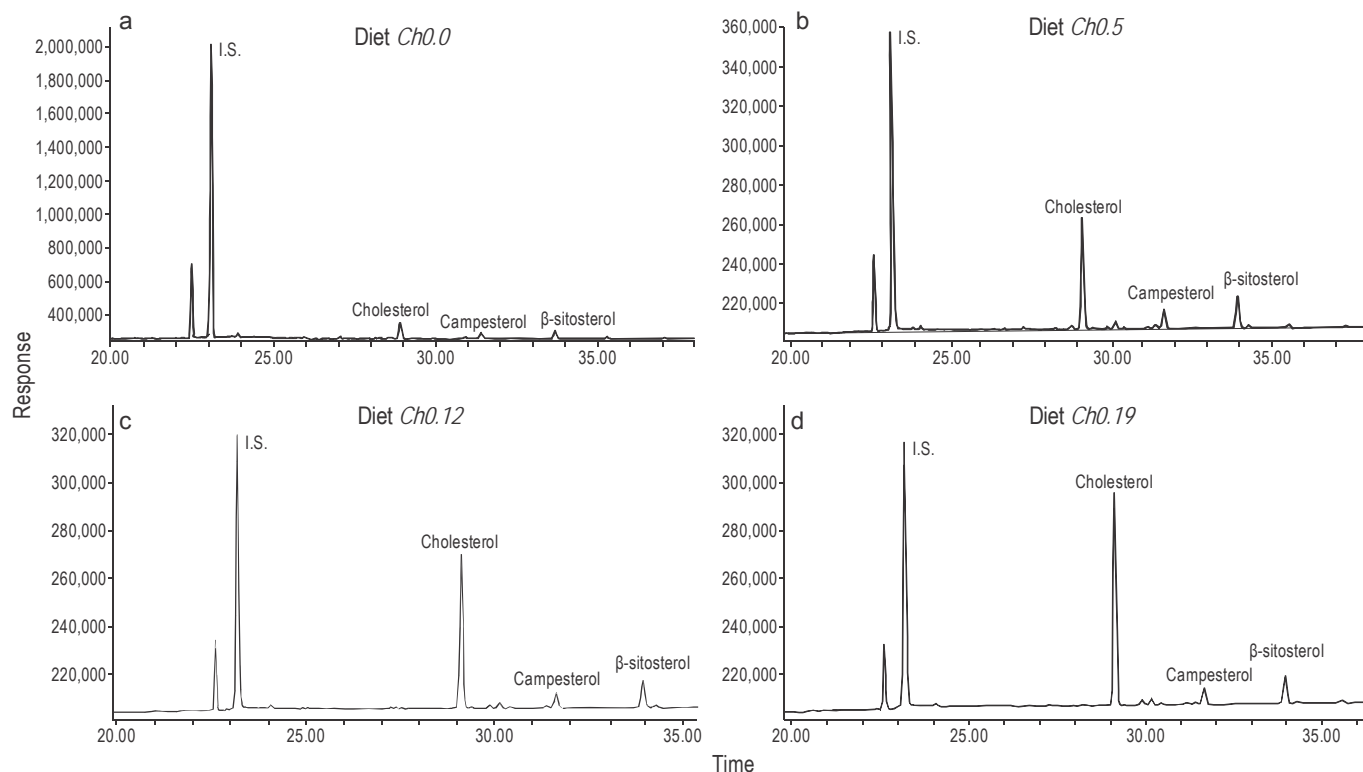 a
Diet Ch0.0
I.S.
2,000,000
1,800,000
1,600,000
1,400,000
1,200,000
1,000,000
800,000
600,000
400,000
Cholesterol
Campesterol
β-sitosterol
20.00 25.00 30.00 35.00
b
Diet Ch0.5
I.S.
360,000
340,000
320,000
300,000
280,000
260,000
240,000
220,000
Cholesterol
Campesterol
β-sitosterol
20.00 25.00 30.00 35.00
Response
c
Diet Ch0.12
I.S.
320,000
300,000
280,000
260,000
240,000
220,000
Cholesterol
Campesterol
β-sitosterol
20.00 25.00 30.00 35.00
d
Diet Ch0.19
I.S.
320,000
300,000
280,000
260,000
240,000
220,000
Cholesterol
Campesterol
β-sitosterol
20.00 25.00 30.00 35.00
Time